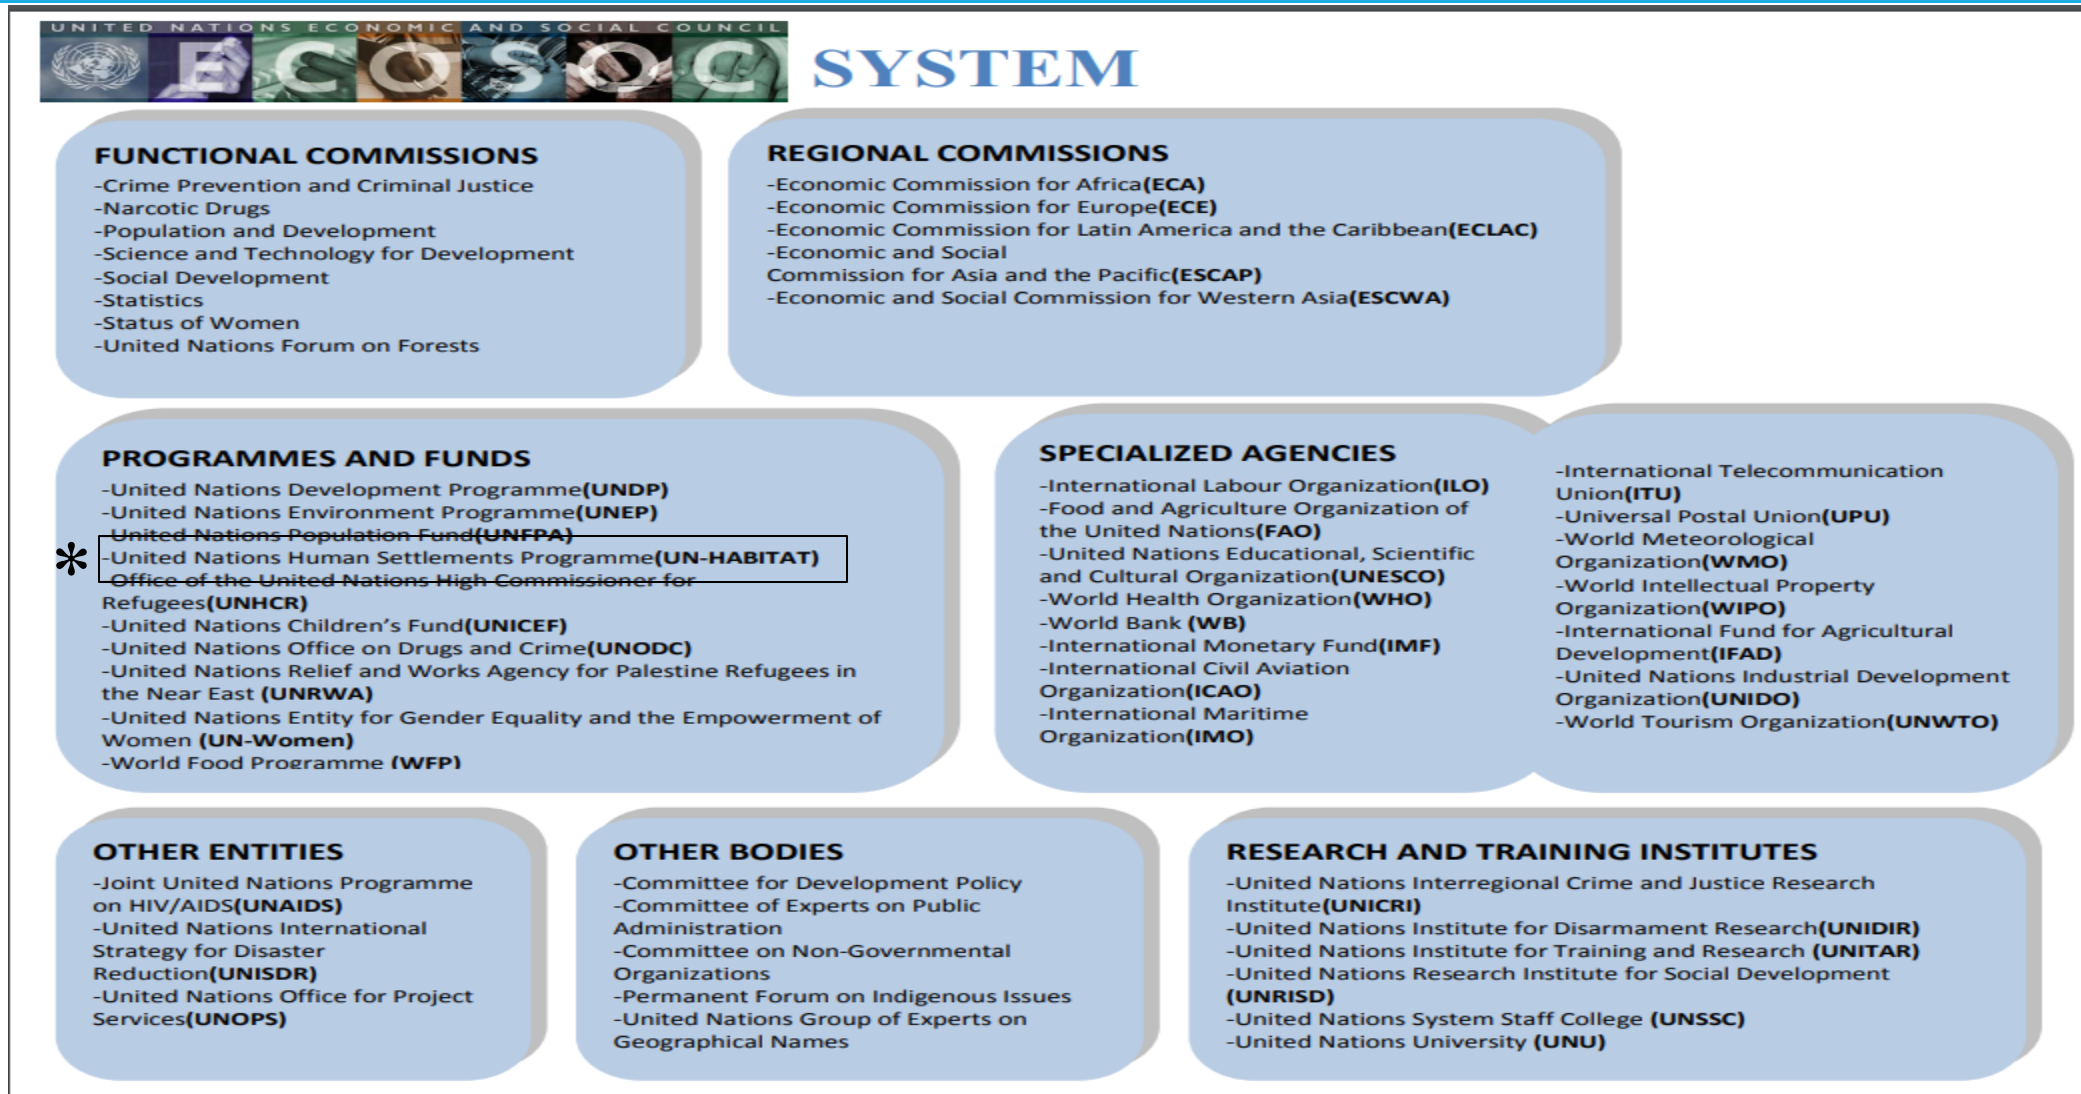 UNITED NATIONS ECONOMIC AND SOCIAL COUNCIL
ECOSOC SYSTEM
FUNCTIONAL COMMISSIONS
-Crime Prevention and Criminal Justice
-Narcotic Drugs
-Population and Development
-Science and Technology for Development
-Social Development
-Statistics
-Status of Women
-United Nations Forum on Forests
REGIONAL COMMISSIONS
-Economic Commission for Africa(ECA)
-Economic Commission for Europe(ECE)
-Economic Commission for Latin America and the Caribbean(ECLAC)
-Economic and Social
Commission for Asia and the Pacific(ESCAP)
-Economic and Social Commission for Western Asia(ESCWA)
PROGRAMMES AND FUNDS
-United Nations Development Programme(UNDP)
-United Nations Environment Programme(UNEP)
-United Nations Population Fund(UNFPA)
* -United Nations Human Settlements Programme(UN-HABITAT)
-Office of the United Nations High Commissioner for
Refugees(UNHCR)
-United Nations Children’s Fund(UNICEF)
-United Nations Office on Drugs and Crime(UNODC)
-United Nations Relief and Works Agency for Palestine Refugees in
the Near East (UNRWA)
-United Nations Entity for Gender Equality and the Empowerment of
Women (UN-Women)
-World Food Programme (WFP)
SPECIALIZED AGENCIES
-International Labour Organization(ILO)
-Food and Agriculture Organization of
the United Nations(FAO)
-United Nations Educational, Scientific
and Cultural Organization(UNESCO)
-World Health Organization(WHO)
-World Bank (WB)
-International Monetary Fund(IMF)
-International Civil Aviation
Organization(ICAO)
-International Maritime
Organization(IMO)
-International Telecommunication
Union(ITU)
-Universal Postal Union(UPU)
-World Meteorological
Organization(WMO)
-World Intellectual Property
Organization(WIPO)
-International Fund for Agricultural
Development(IFAD)
-United Nations Industrial Development
Organization(UNIDO)
-World Tourism Organization(UNWTO)
OTHER ENTITIES
-Joint United Nations Programme
on HIV/AIDS(UNAIDS)
-United Nations International
Strategy for Disaster
Reduction(UNISDR)
-United Nations Office for Project
Services(UNOPS)
OTHER BODIES
-Committee for Development Policy
-Committee of Experts on Public
Administration
-Committee on Non-Governmental
Organizations
-Permanent Forum on Indigenous Issues
-United Nations Group of Experts on
Geographical Names
RESEARCH AND TRAINING INSTITUTES
-United Nations Interregional Crime and Justice Research
Institute(UNICRI)
-United Nations Institute for Disarmament Research(UNIDIR)
-United Nations Institute for Training and Research (UNITAR)
-United Nations Research Institute for Social Development
(UNRISD)
-United Nations System Staff College (UNSSC)
-United Nations University (UNU)